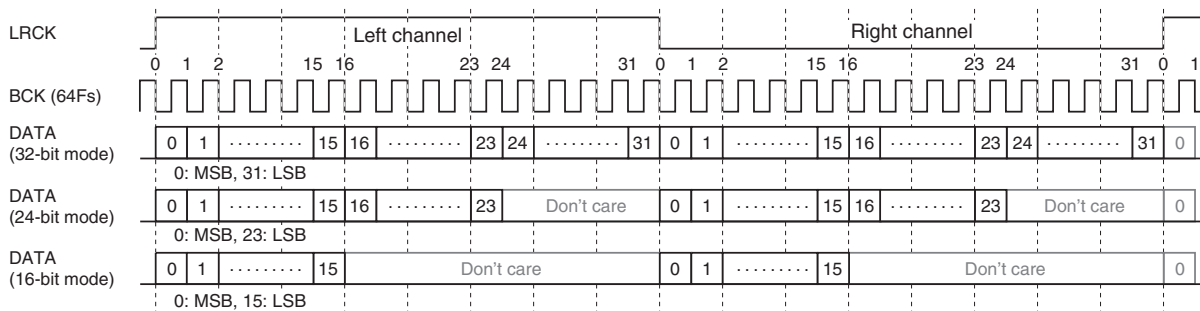 LRCK Left channel Right channel
0 1 2 15 16 23 24 31 0 1 2 15 16 23 24 31 0 1
BCK (64Fs)
DATA
(32-bit mode)
0 1 ········· 15 16 ········· 23 24 ········· 31 0 1 ········· 15 16 ········· 23 24 ········· 31 0
0: MSB, 31: LSB
DATA
(24-bit mode)
0 1 ········· 15 16 ········· 23 Don't care 0 1 ········· 15 16 ········· 23 Don't care 0
0: MSB, 23: LSB
DATA
(16-bit mode)
0 1 ········· 15 Don't care 0 1 ········· 15 Don't care 0
0: MSB, 15: LSB